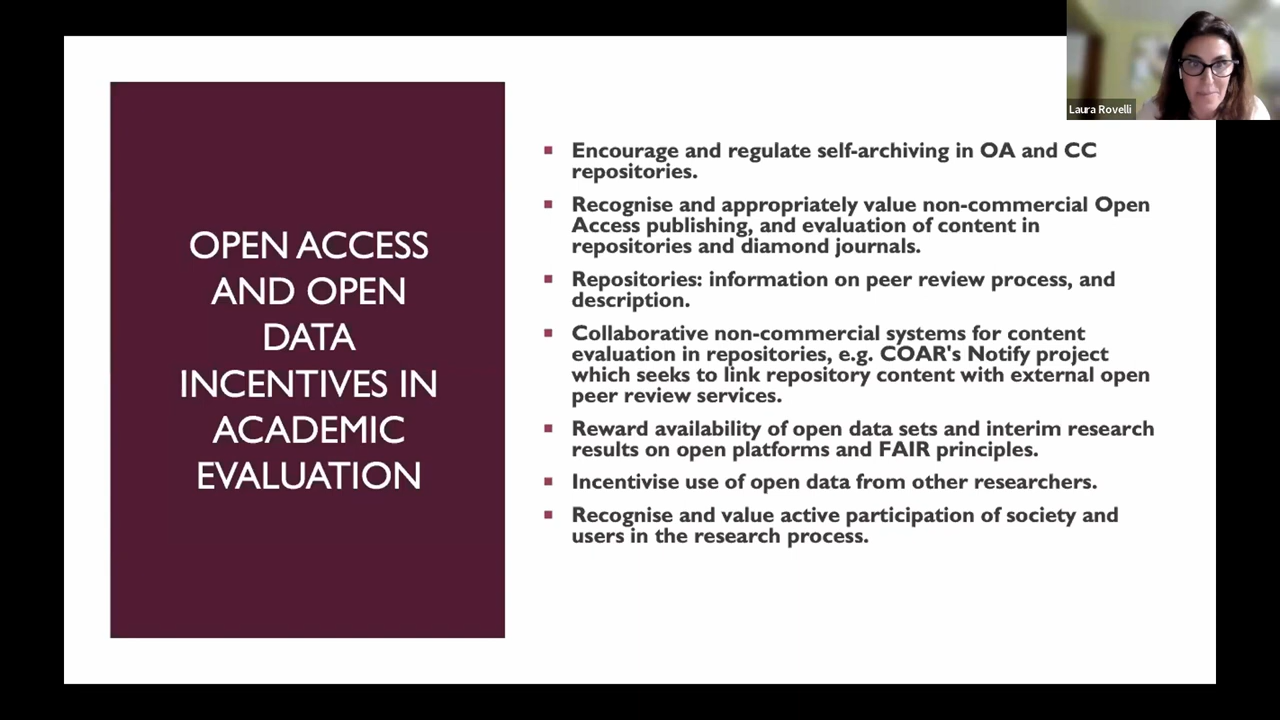 Laura Rovelli
OPEN ACCESS
AND OPEN
DATA
INCENTIVES IN
ACADEMIC
EVALUATION
▪ Encourage and regulate self-archiving in OA and CC
repositories.
▪ Recognise and appropriately value non-commercial Open
Access publishing, and evaluation of content in
repositories and diamond journals.
▪ Repositories: information on peer review process, and
description.
▪ Collaborative non-commercial systems for content
evaluation in repositories, e.g. COAR's Notify project
which seeks to link repository content with external open
peer review services.
▪ Reward availability of open data sets and interim research
results on open platforms and FAIR principles.
▪ Incentivise use of open data from other researchers.
▪ Recognise and value active participation of society and
users in the research process.